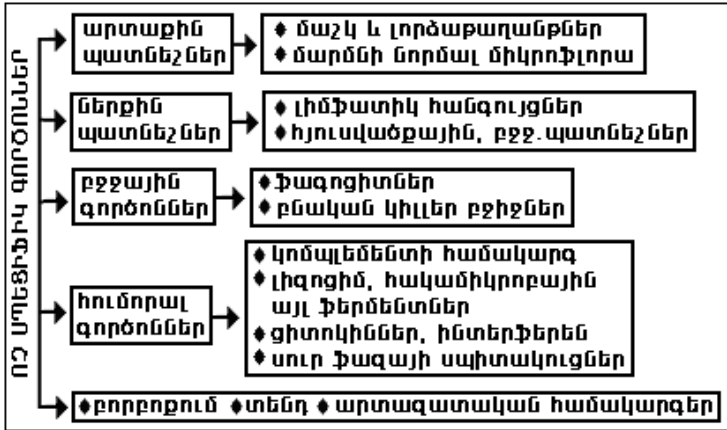 ՈՉ ՍՊԵՑԻՖԻԿ ԳՈՐԾՈՆՆԵՐ
արտաքին
պատնեշներ
♦ մաշկ և լորձաթաղանթներ
♦ մարմնի նորմալ միկրոֆլորա
ներքին
պատնեշներ
♦ լիմֆատիկ հանգույցներ
♦ հյուսվածքային, բջջ.պատնեշներ
բջջային
գործոններ
♦ ֆագոցիտներ
♦ բնական կիլլեր բջիջներ
հումորալ
գործոններ
♦ կոմպլեմենտի համակարգ
♦ լիզոցիմ, հակամիկրոբային
այլ ֆերմենտներ
♦ ցիտոկիններ, ինտերֆերեն
♦ սուր ֆազայի սպիտակուցներ
♦ բորբոքում ♦ տենդ ♦ արտազատական համակարգեր